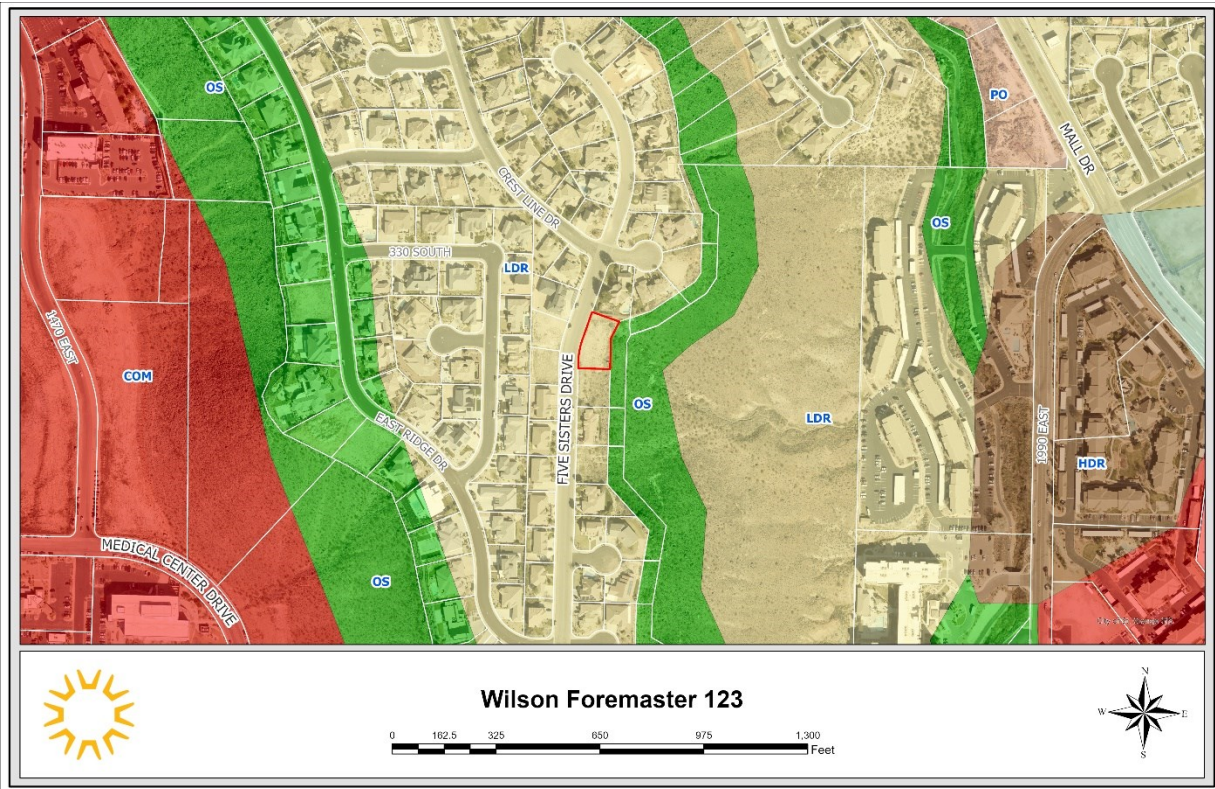 OS
PO
MALL DR
CREST LINE DR
OS
330 SOUTH
LDR
1470 EAST
COM
FIVE SISTERS DRIVE
OS
LDR
EAST RIDGE DR
1990 EAST
HDR
MEDICAL CENTER DRIVE
OS
Wilson Foremaster 123
0 162.5 325 650 975 1,300
Feet
N
W E
S